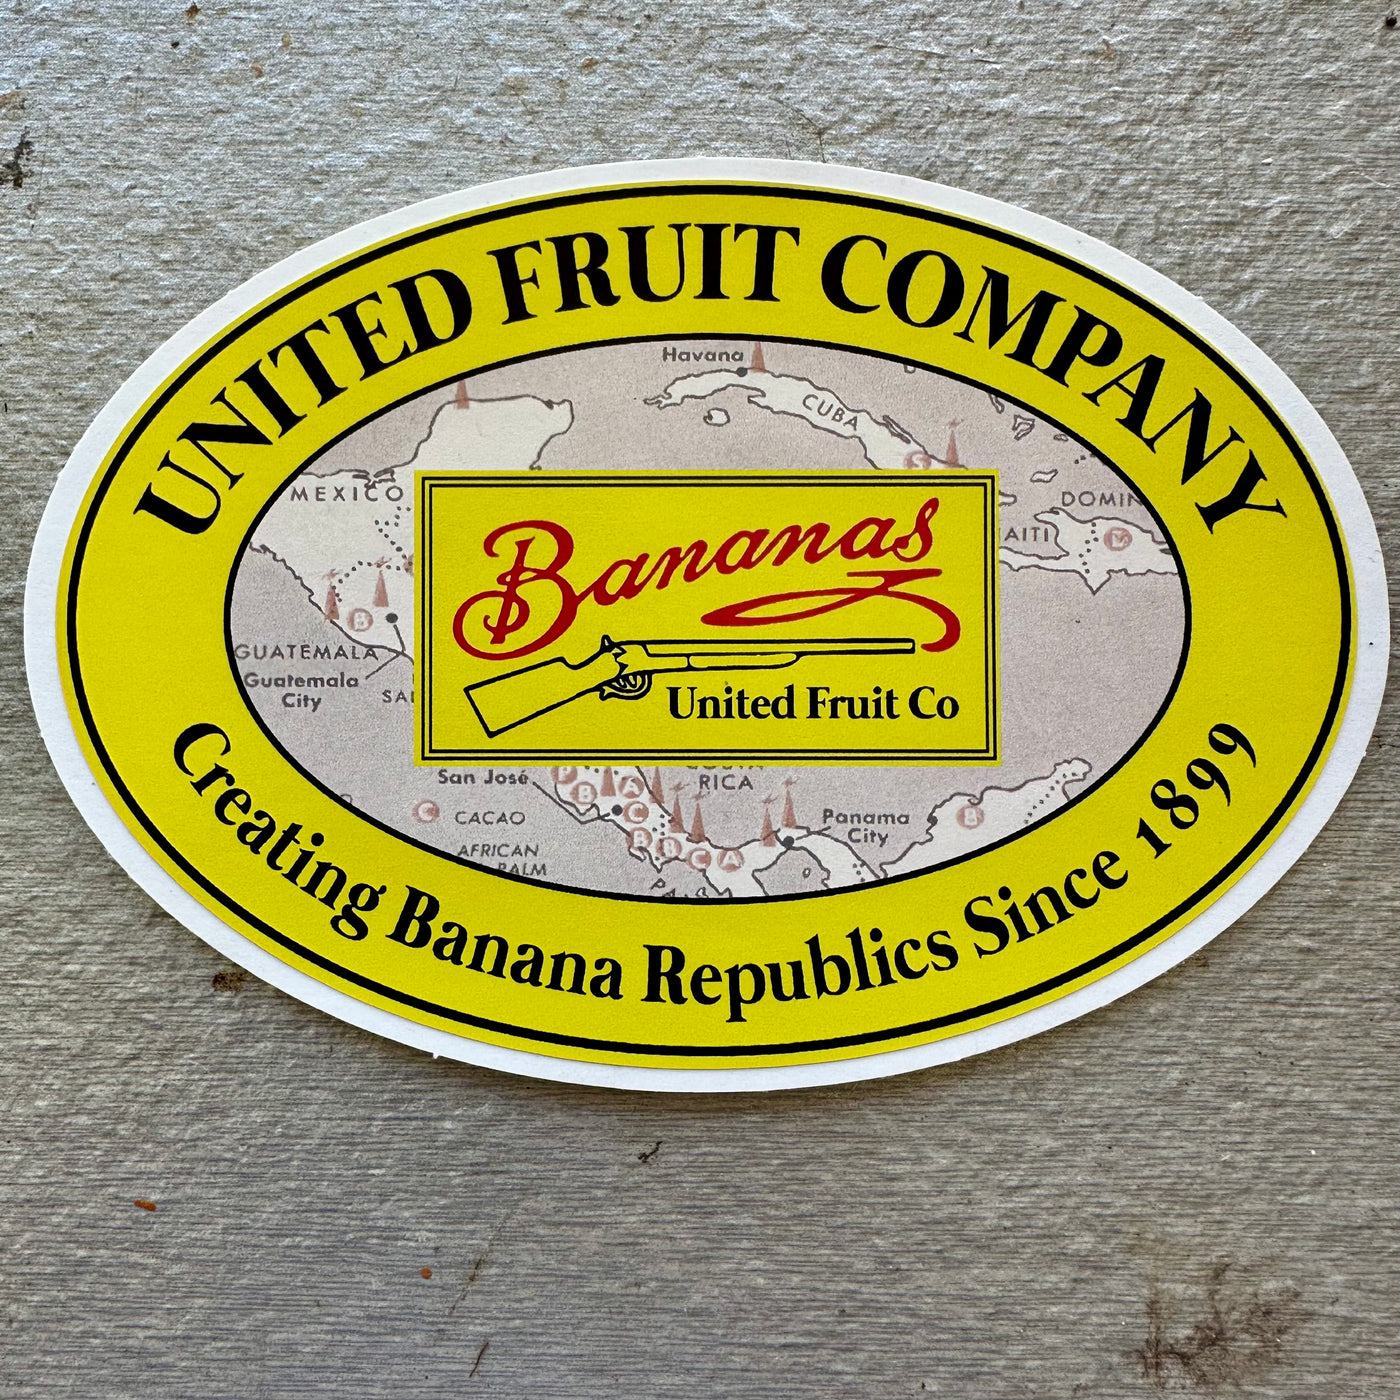 UNITED FRUIT COMPANY
Havana
CUBA
S
MEXICO
DOMIN
AITI
M
Bananas
B
GUATEMALA
Guatemala
City
SAL
United Fruit Co
San José
RICA
B
A
C
CACAO
C
Panama
City
B
B
AFRICAN
PALM
B
C
A
Creating Banana Republics Since 1899